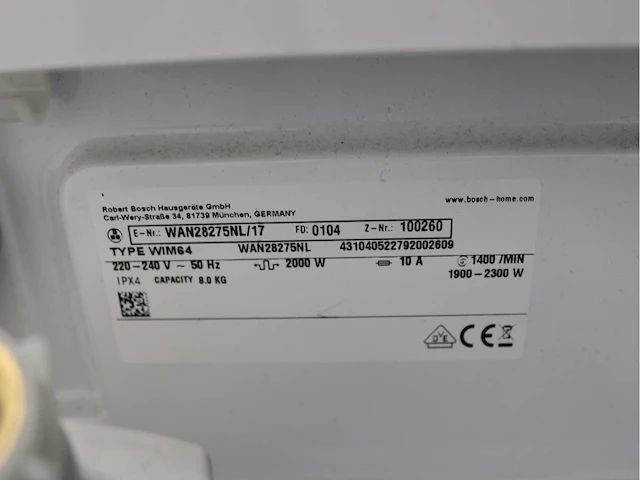 Robert Bosch Hausgeräte GmbH
Carl-Wery-Straße 34, 81739 München, GERMANY
www.bosch-home.com
E-Nr.: WAN28275NL/17 FD: 0104 Z-Nr.: 100260
TYPE WIM64 WAN28275NL 431040522792002609
220-240 V ~ 50 Hz 2000 W 10 A 1400 /MIN
1900-2300 W
IPX4 CAPACITY 8.0 KG
DVE CE